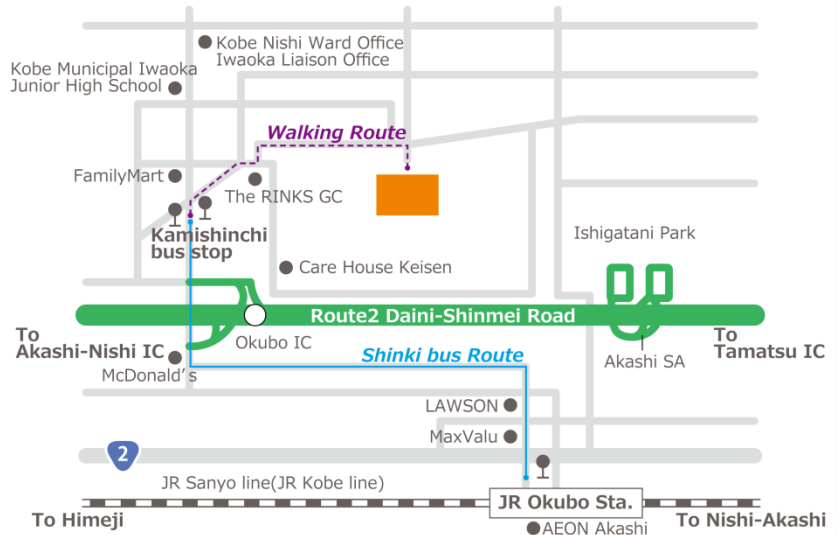 Kobe Nishi Ward Office
Iwaoka Liaison Office
Kobe Municipal Iwaoka
Junior High School
Walking Route
FamilyMart
The RINKS GC
Kamishinchi
bus stop
Ishigatani Park
Care House Keisen
Route2 Daini-Shinmei Road
To
Akashi-Nishi IC
Okubo IC
To
Tamatsu IC
Shinki bus Route
Akashi SA
McDonald's
LAWSON
MaxValu
2
JR Sanyo line(JR Kobe line)
JR Okubo Sta.
To Himeji
To Nishi-Akashi
AEON Akashi